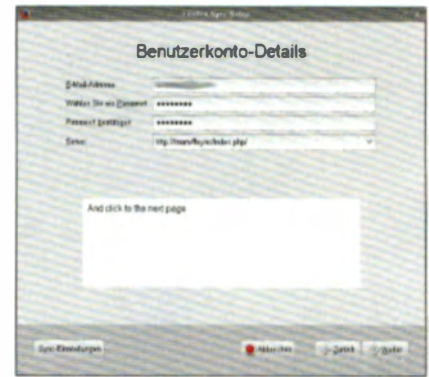 Benutzerkonto-Details
E-Mail-Adresse
Wählen Sie ein Passwort
Passwort bestätigen
Server
And click to the next page
Sync-Einstellungen
Abbrechen
Zurück
Weiter